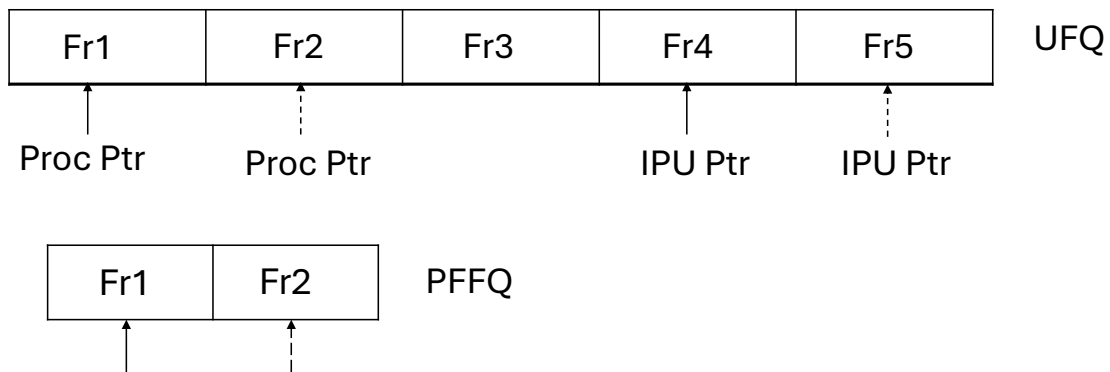 Fr1 Fr2 Fr3 Fr4 Fr5 UFQ
Proc Ptr Proc Ptr IPU Ptr IPU Ptr
Fr1 Fr2 PFFQ